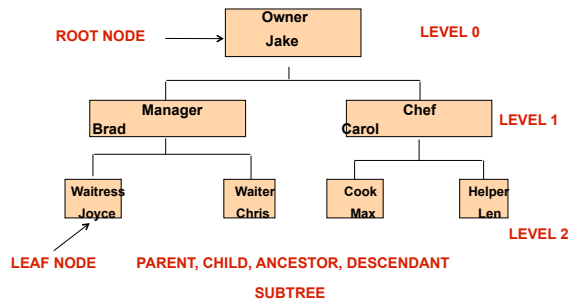 Owner
ROOT NODE
Jake
LEVEL 0
Manager
Brad
Chef
Carol
LEVEL 1
Waitress
Joyce
Waiter
Chris
Cook
Max
Helper
Len
LEVEL 2
LEAF NODE
PARENT, CHILD, ANCESTOR, DESCENDANT
SUBTREE